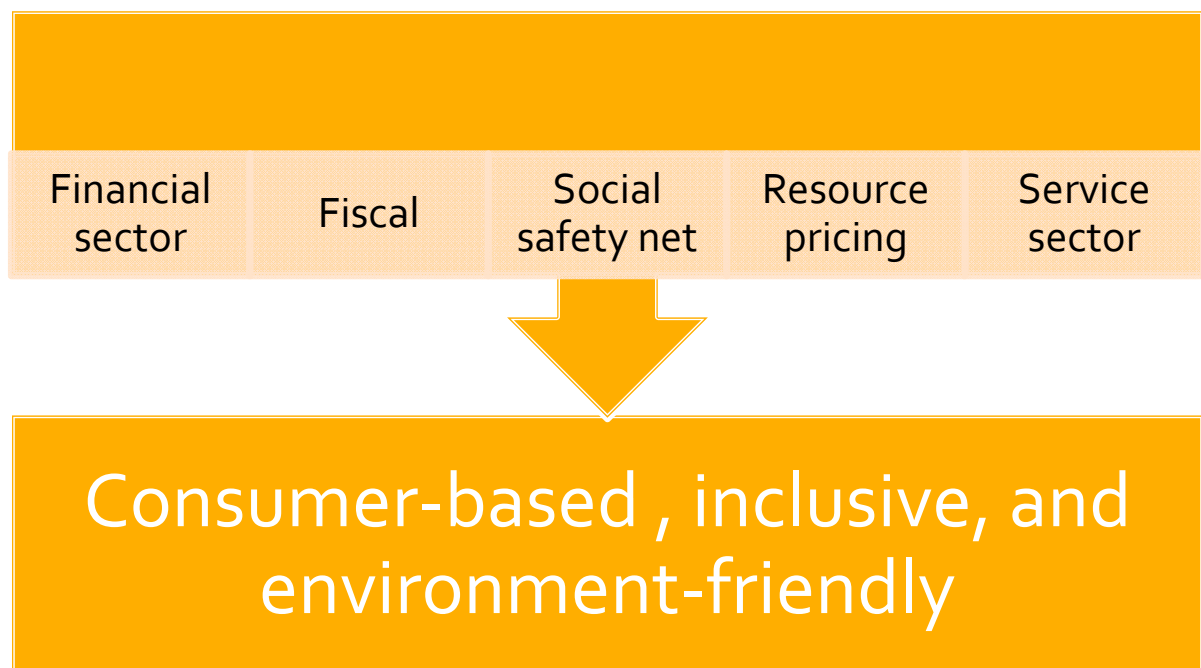 Financial
sector
Fiscal
Social
safety net
Resource
pricing
Service
sector
Consumer-based , inclusive, and
environment-friendly